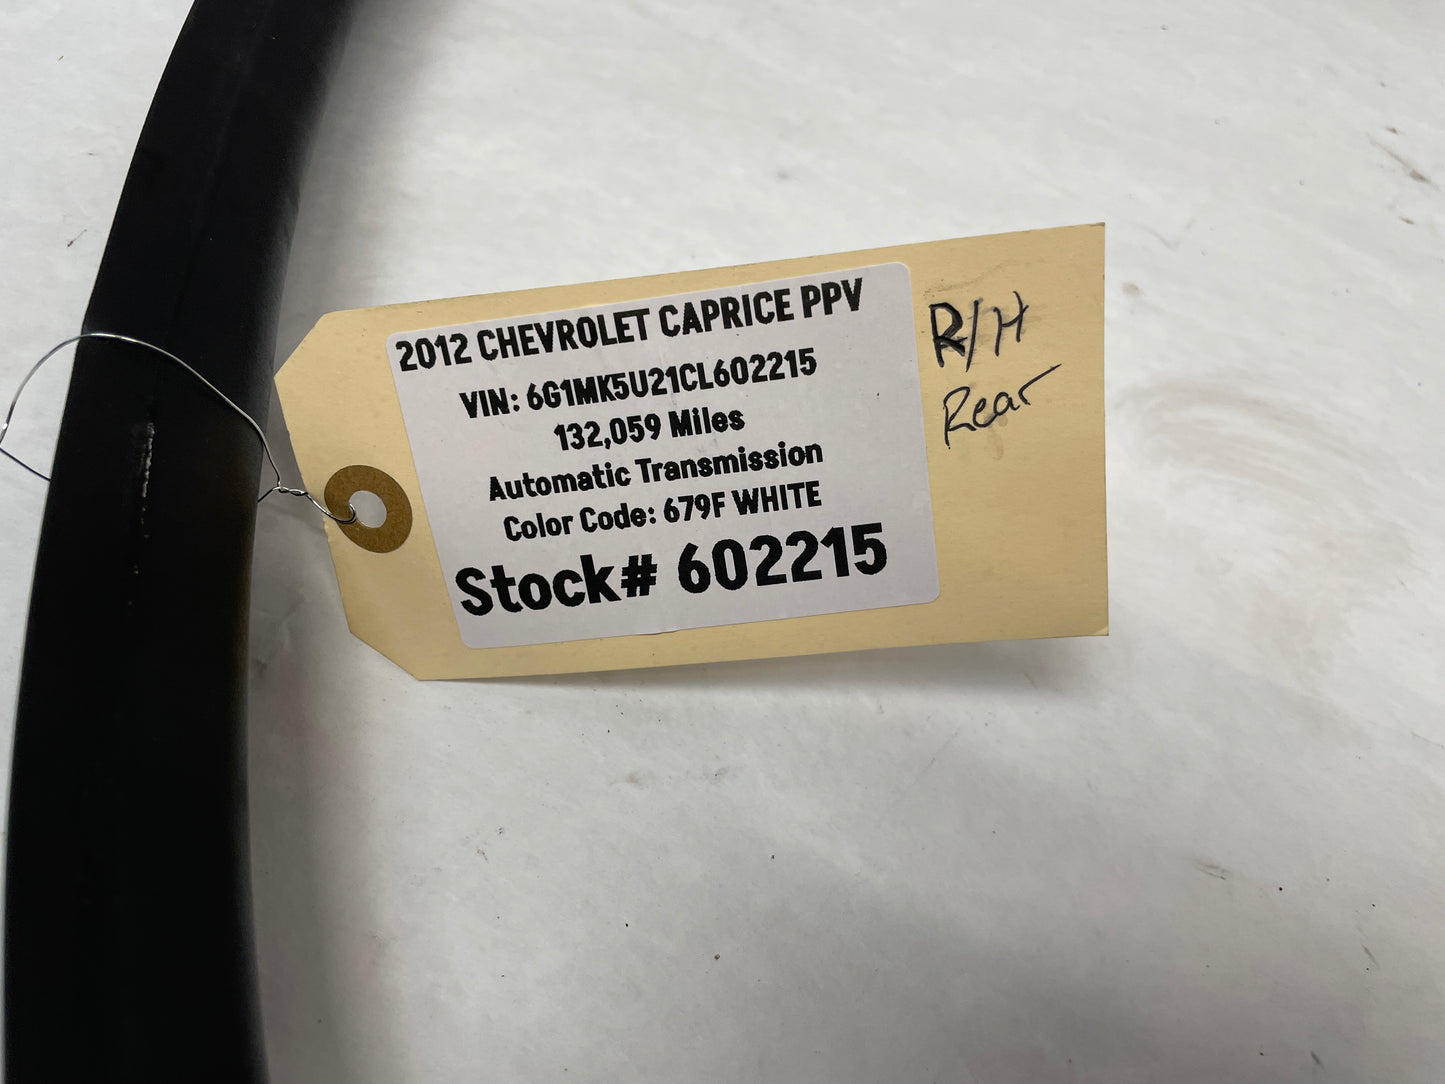 2012 CHEVROLET CAPRICE PPV
VIN: 6G1MK5U21CL602215
132,059 Miles
Automatic Transmission
Color Code: 679F WHITE
Stock# 602215
R/H
Rear